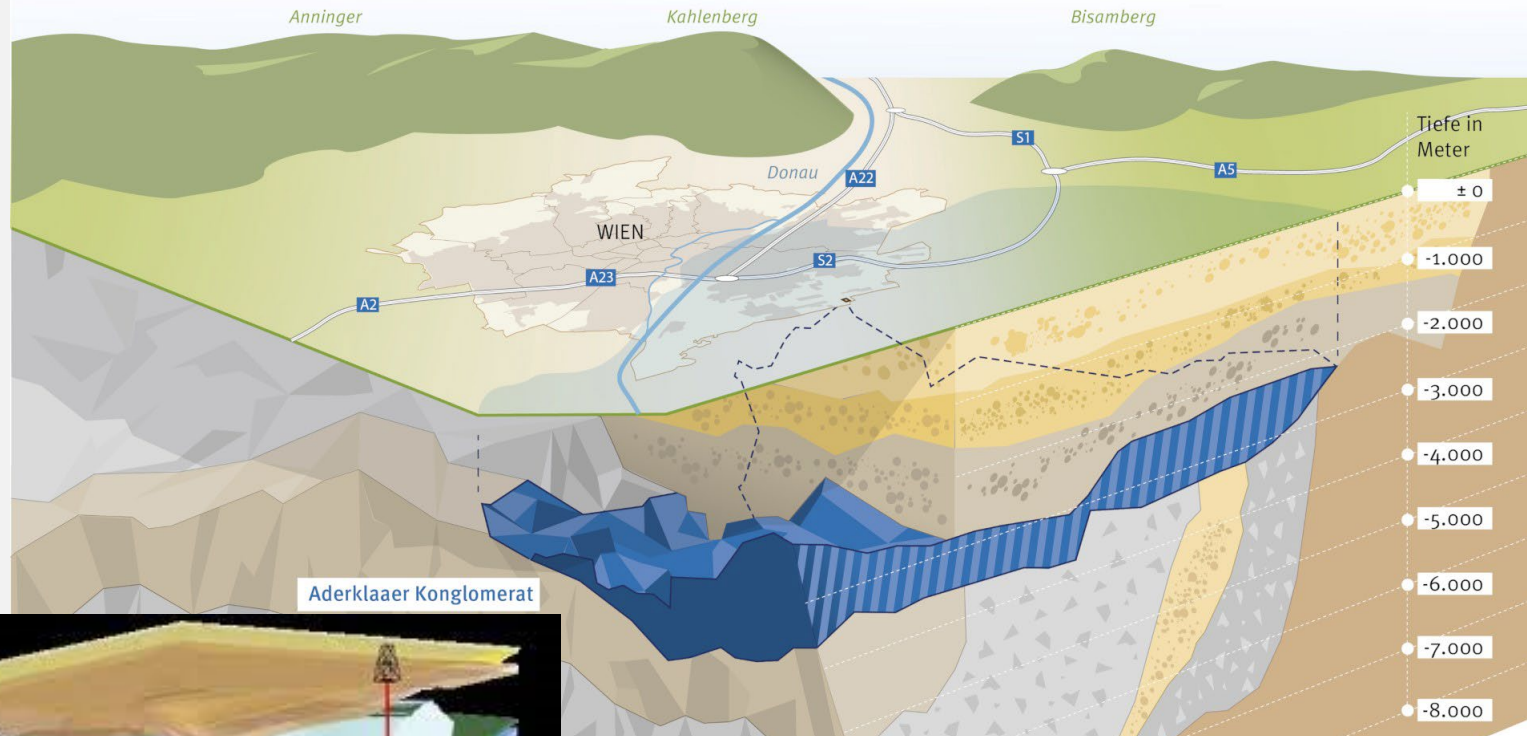 Anninger
Kahlenberg
Bisamberg
Tiefe in
Meter
S1
Donau
A22
A5
± 0
WIEN
S2
-1.000
A23
A2
-2.000
-3.000
-4.000
-5.000
-6.000
Aderklaaer Konglomerat
-7.000
-8.000